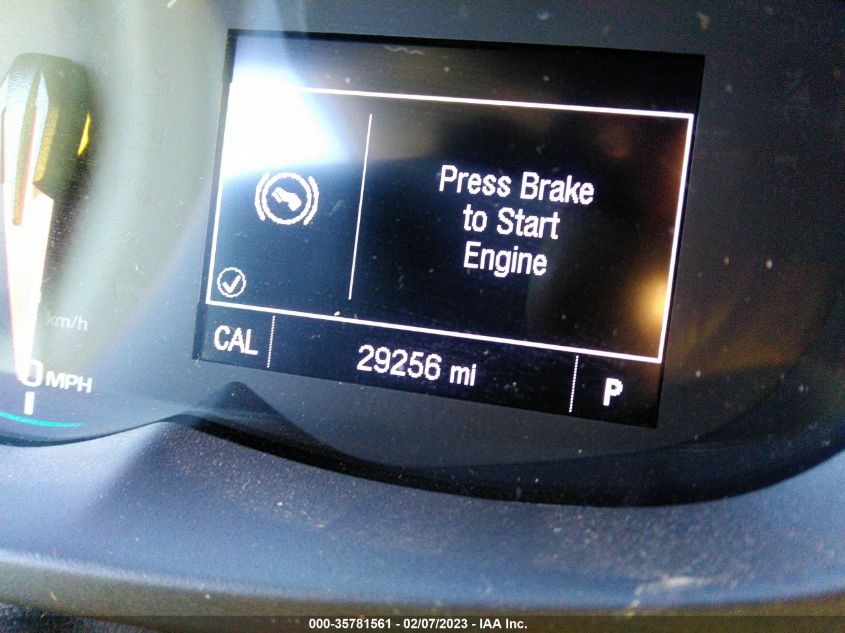 Press Brake
to Start
Engine
km/h
0 MPH
CAL
29256 mi
P
000-35781561 - 02/07/2023 - IAA Inc.